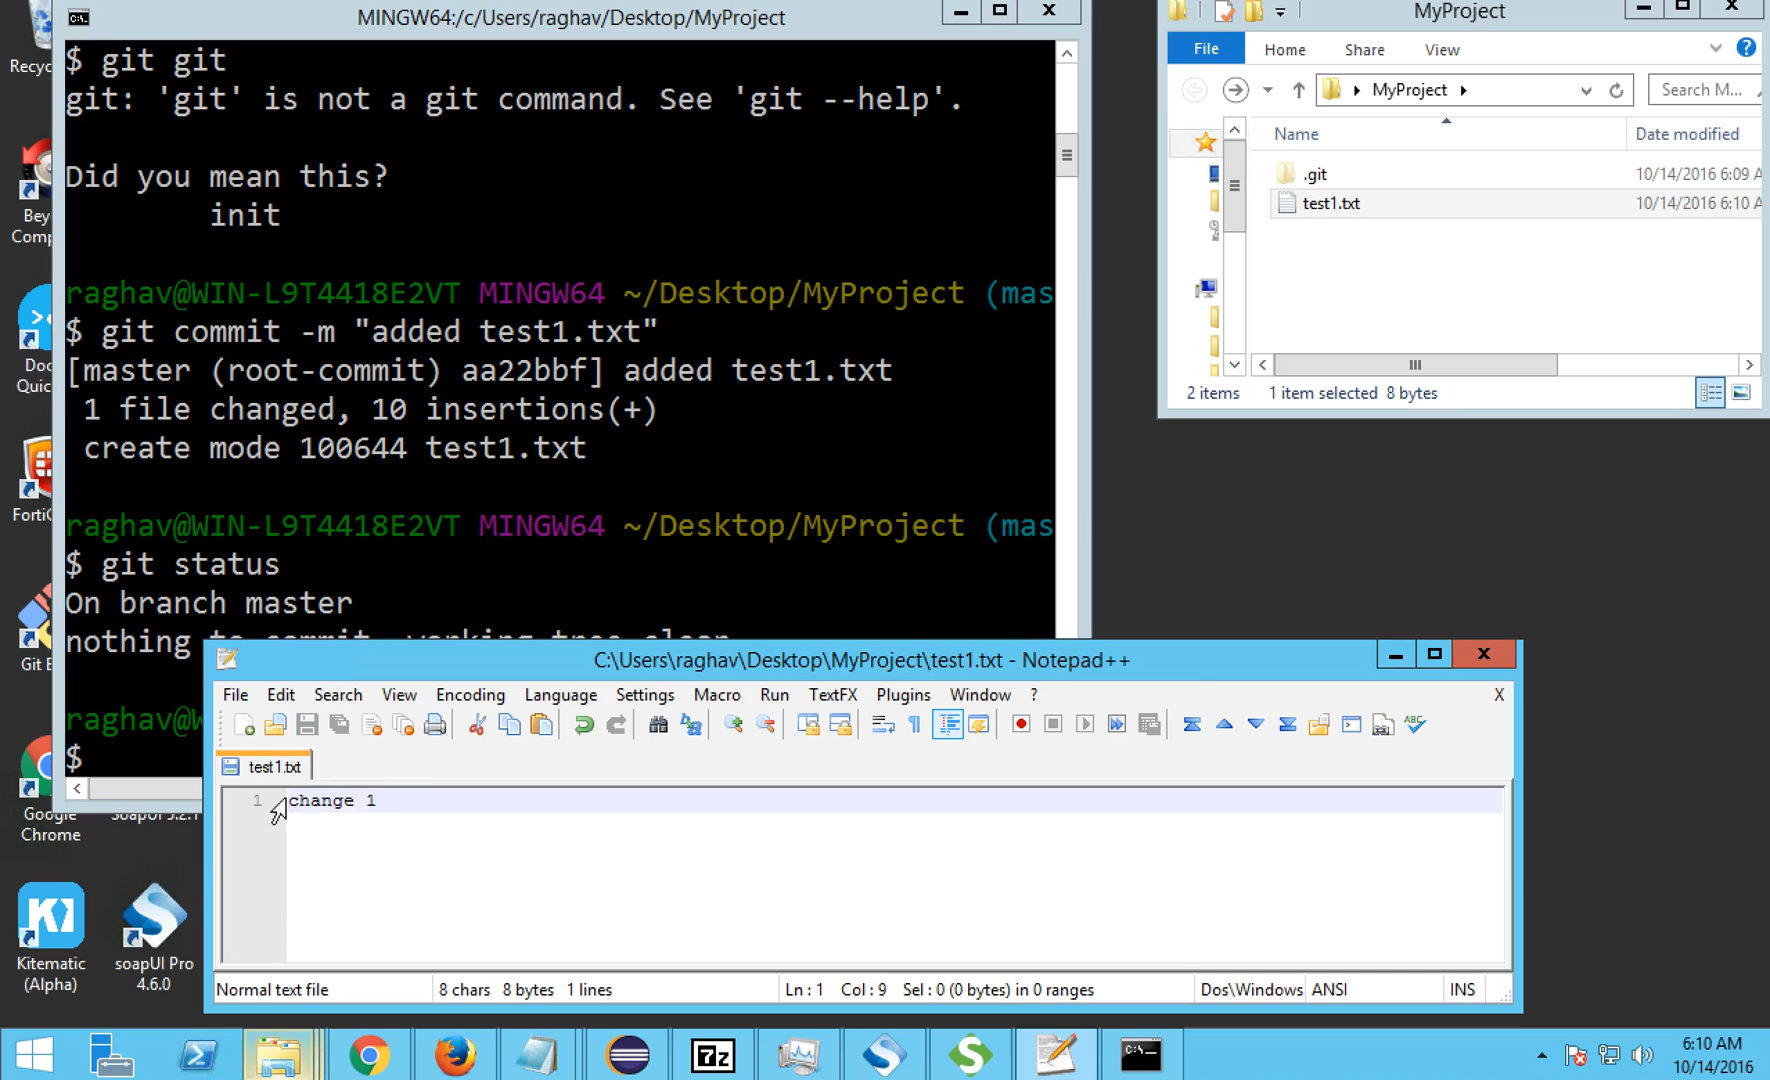 MINGW64:/c/Users/raghav/Desktop/MyProject
$ git git
git: 'git' is not a git command. See 'git --help'.
Did you mean this?
init
raghav@WIN-L9T4418E2VT MINGW64 ~/Desktop/MyProject (mas
$ git commit -m "added test1.txt"
[master (root-commit) aa22bbf] added test1.txt
1 file changed, 10 insertions(+)
create mode 100644 test1.txt
raghav@WIN-L9T4418E2VT MINGW64 ~/Desktop/MyProject (mas
$ git status
On branch master
nothing to commit, working tree clean
raghav@W
$
MyProject
File Home Share View
MyProject
Search M...
Name Date modified
.git 10/14/2016 6:09 A
test1.txt 10/14/2016 6:10 A
2 items 1 item selected 8 bytes
C:\Users\raghav\Desktop\MyProject\test1.txt - Notepad++
File Edit Search View Encoding Language Settings Macro Run TextFX Plugins Window ? X
test1.txt
1 change 1
Normal text file 8 chars 8 bytes 1 lines Ln : 1 Col : 9 Sel : 0 (0 bytes) in 0 ranges Dos\Windows ANSI INS
Recyc
Bey
Comp
Doc
Quic
FortiC
Git B
Google
Chrome
Kitematic
(Alpha)
soapUI Pro
4.6.0
7z
6:10 AM
10/14/2016